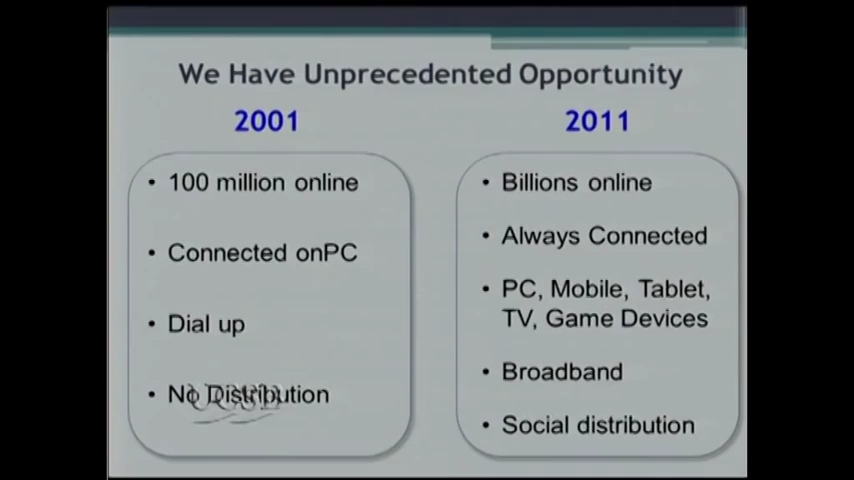 We Have Unprecedented Opportunity
2001
2011
• 100 million online
• Connected onPC
• Dial up
• No Distribution
UCSB
• Billions online
• Always Connected
• PC, Mobile, Tablet,
TV, Game Devices
• Broadband
• Social distribution